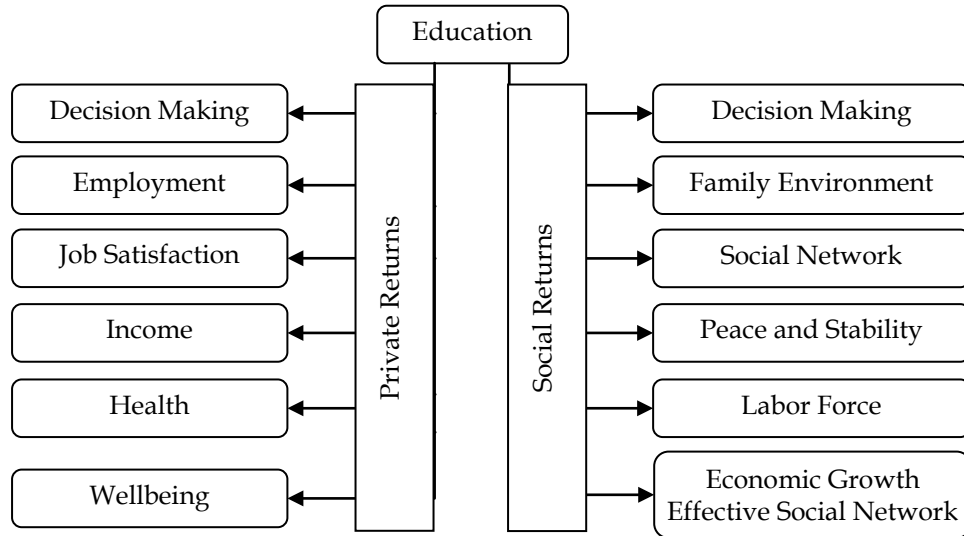 Education
Decision Making
Employment
Job Satisfaction
Income
Health
Wellbeing
Private Returns
Social Returns
Decision Making
Family Environment
Social Network
Peace and Stability
Labor Force
Economic Growth
Effective Social Network